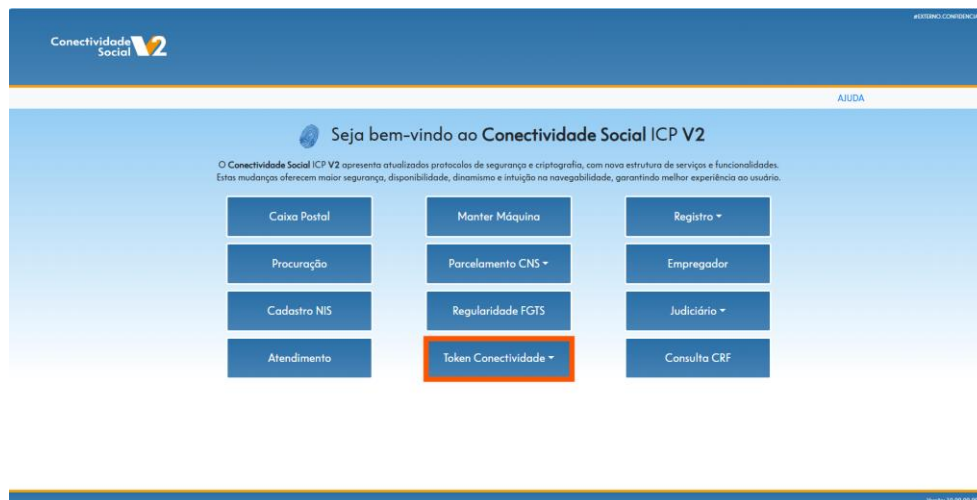 #EXTERNO.CONFIDENCIA
Conectividade
Social V2
AJUDA
Seja bem-vindo ao Conectividade Social ICP V2
O Conectividade Social ICP V2 apresenta atualizados protocolos de segurança e criptografia, com nova estrutura de serviços e funcionalidades.
Estas mudanças oferecem maior segurança, disponibilidade, dinamismo e intuição na navegabilidade, garantindo melhor experiência ao usuário.
Caixa Postal
Manter Máquina
Registro
Procuração
Parcelamento CNS
Empregador
Cadastro NIS
Regularidade FGTS
Judiciário
Atendimento
Token Conectividade
Consulta CRF